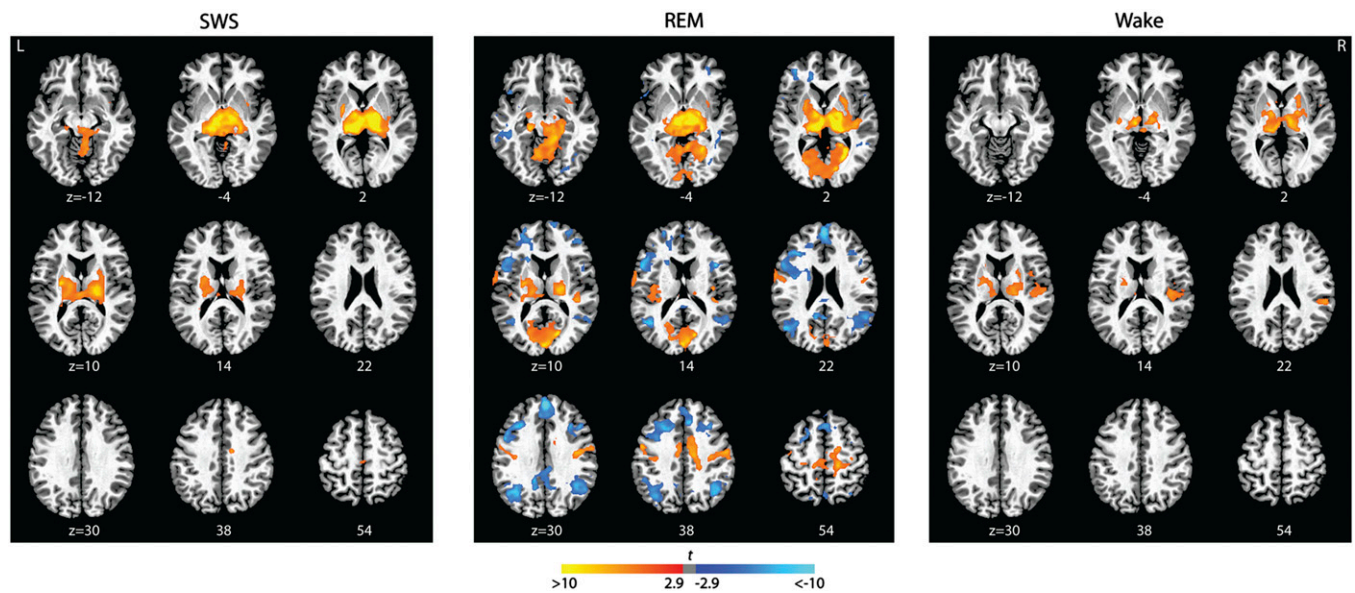 SWS REM Wake
L R
z=-12 -4 2 z=-12 -4 2 z=-12 -4 2
z=10 14 22 z=10 14 22 z=10 14 22
z=30 38 54 z=30 38 54 z=30 38 54
t
>10 2.9 -2.9 <-10